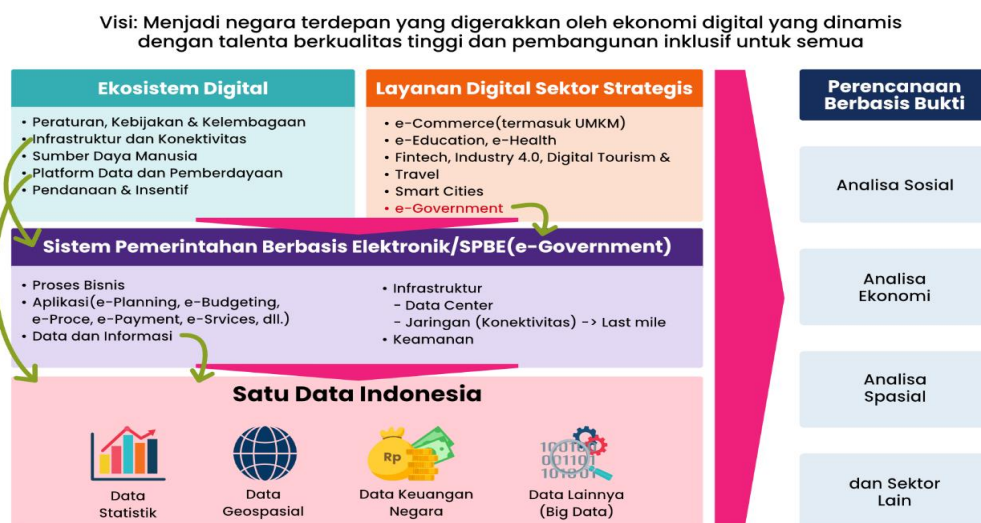 Visi: Menjadi negara terdepan yang digerakkan oleh ekonomi digital yang dinamis
dengan talenta berkualitas tinggi dan pembangunan inklusif untuk semua
Ekosistem Digital
• Peraturan, Kebijakan & Kelembagaan
• Infrastruktur dan Konektivitas
• Sumber Daya Manusia
• Platform Data dan Pemberdayaan
• Pendanaan & Insentif
Layanan Digital Sektor Strategis
• e-Commerce(termasuk UMKM)
• e-Education, e-Health
• Fintech, Industry 4.0, Digital Tourism &
• Travel
• Smart Cities
• e-Government
Sistem Pemerintahan Berbasis Elektronik/SPBE(e-Government)
• Proses Bisnis
• Aplikasi(e-Planning, e-Budgeting,
e-Proce, e-Payment, e-Srvices, dll.)
• Data dan Informasi
• Infrastruktur
- Data Center
- Jaringan (Konektivitas) -> Last mile
• Keamanan
Satu Data Indonesia
Rp
100100
001101
101001
Data
Statistik
Data
Geospasial
Data Keuangan
Negara
Data Lainnya
(Big Data)
Perencanaan
Berbasis Bukti
Analisa Sosial
Analisa
Ekonomi
Analisa
Spasial
dan Sektor
Lain